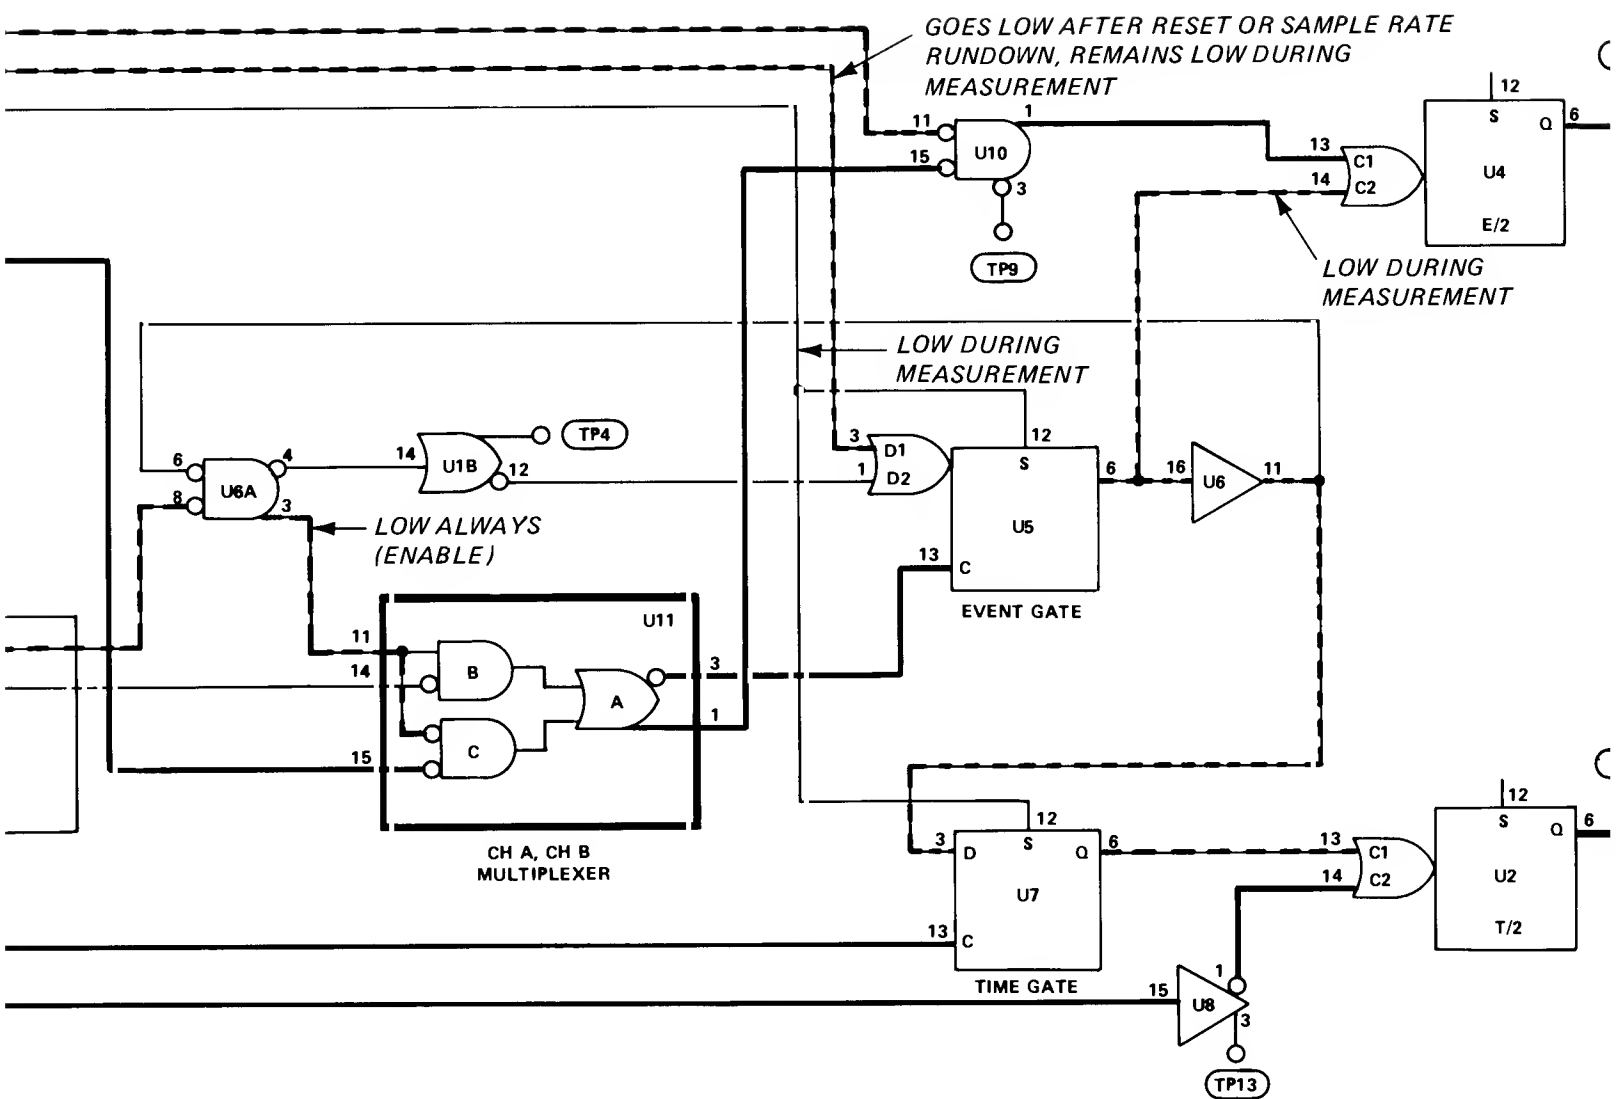 GOES LOW AFTER RESET OR SAMPLE RATE
RUNDOWN, REMAINS LOW DURING
MEASUREMENT
12
S
Q
6
U4
E/2
11
1
U10
15
3
TP9
13
C1
14
C2
LOW DURING
MEASUREMENT
LOW DURING
MEASUREMENT
TP4
6
4
14
U1B
12
U6A
8
3
LOW ALWAYS
(ENABLE)
3
D1
1
D2
12
S
6
16
U6
11
U5
13
C
EVENT GATE
U11
11
14
B
3
A
1
C
15
CH A, CH B
MULTIPLEXER
12
3
D
S
Q
6
U7
13
C
TIME GATE
13
C1
14
C2
12
S
Q
6
U2
T/2
15
U8
1
3
TP13